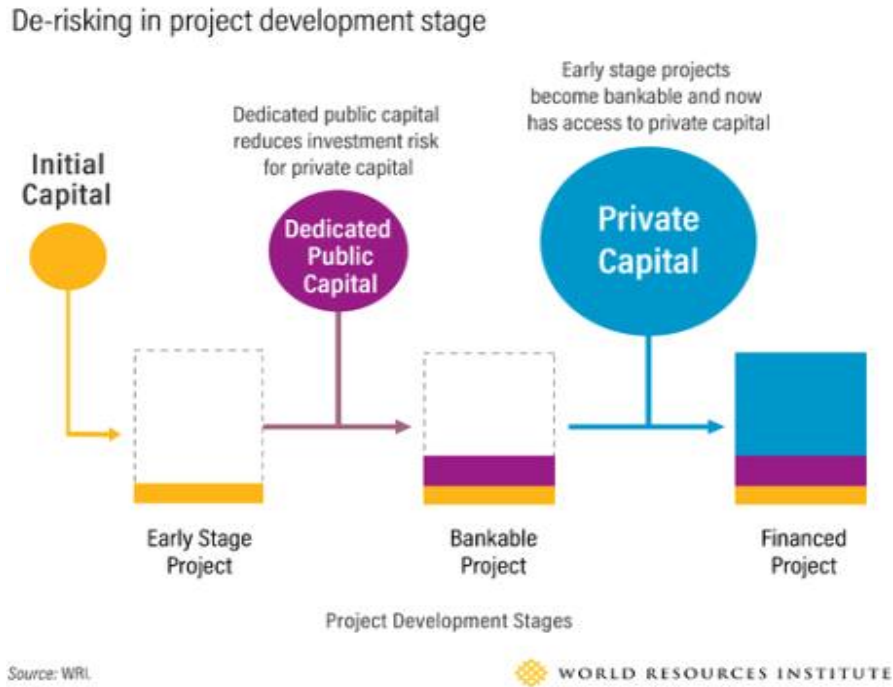 De-risking in project development stage
Initial
Capital
Dedicated public capital
reduces investment risk
for private capital
Dedicated
Public
Capital
Early stage projects
become bankable and now
has access to private capital
Private
Capital
Early Stage
Project
Bankable
Project
Financed
Project
Project Development Stages
Source: WRI.
WORLD RESOURCES INSTITUTE